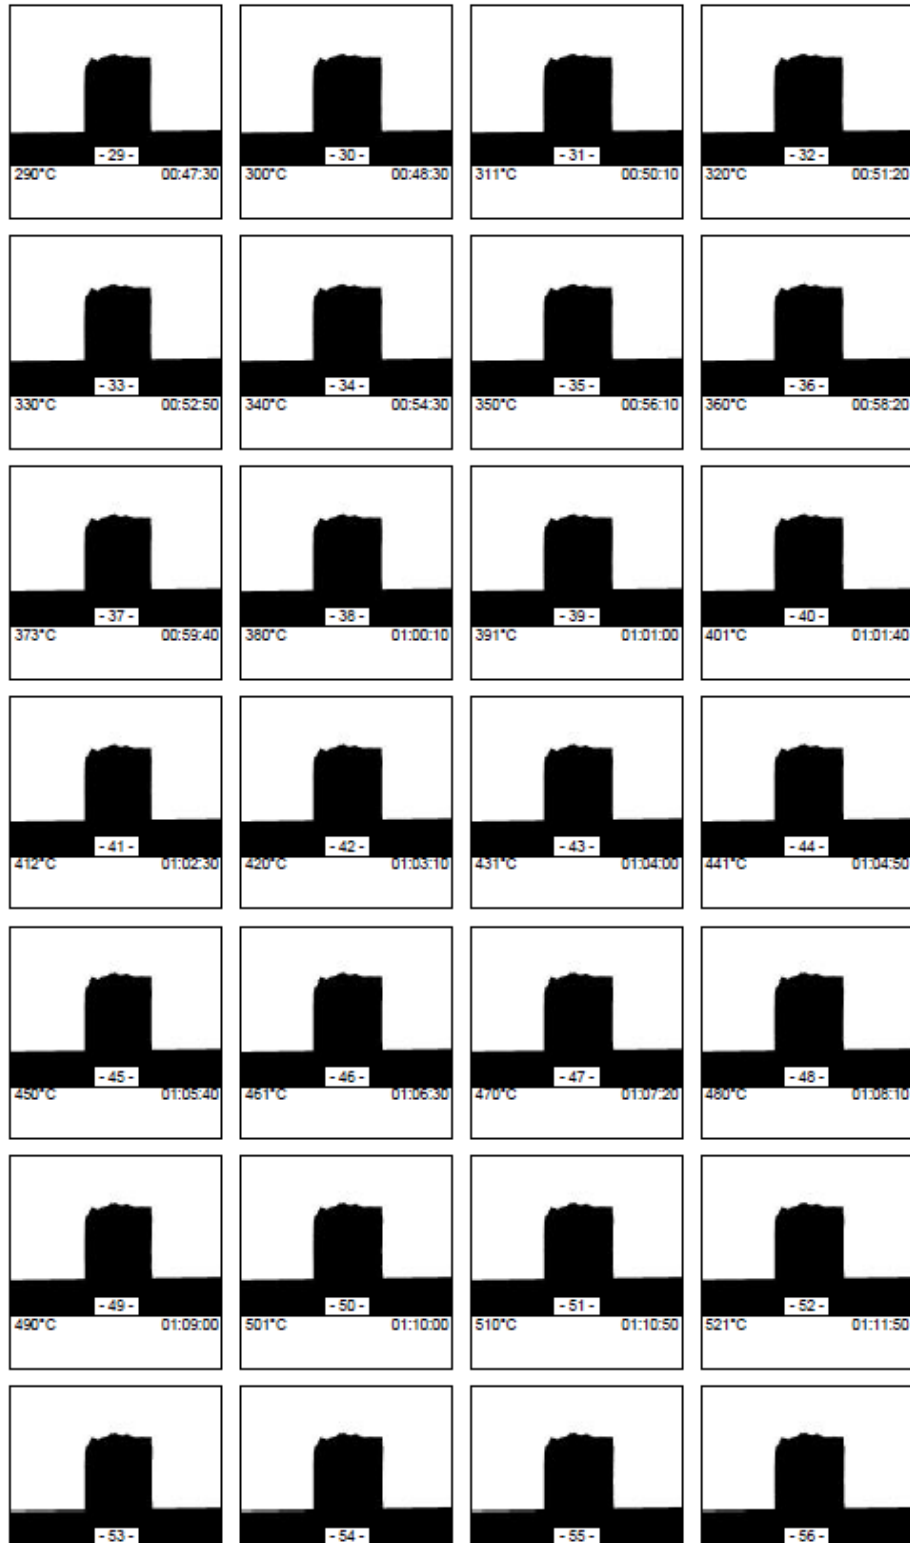 - 29 - - 30 - - 31 - - 32 -
290°C 00:47:30 300°C 00:48:30 311°C 00:50:10 320°C 00:51:20
- 33 - - 34 - - 35 - - 36 -
330°C 00:52:50 340°C 00:54:30 350°C 00:56:10 360°C 00:58:20
- 37 - - 38 - - 39 - - 40 -
373°C 00:59:40 380°C 01:00:10 391°C 01:01:00 401°C 01:01:40
- 41 - - 42 - - 43 - - 44 -
412°C 01:02:30 420°C 01:03:10 431°C 01:04:00 441°C 01:04:50
- 45 - - 46 - - 47 - - 48 -
450°C 01:05:40 461°C 01:06:30 470°C 01:07:20 480°C 01:08:10
- 49 - - 50 - - 51 - - 52 -
490°C 01:09:00 501°C 01:10:00 510°C 01:10:50 521°C 01:11:50
- 53 - - 54 - - 55 - - 56 -